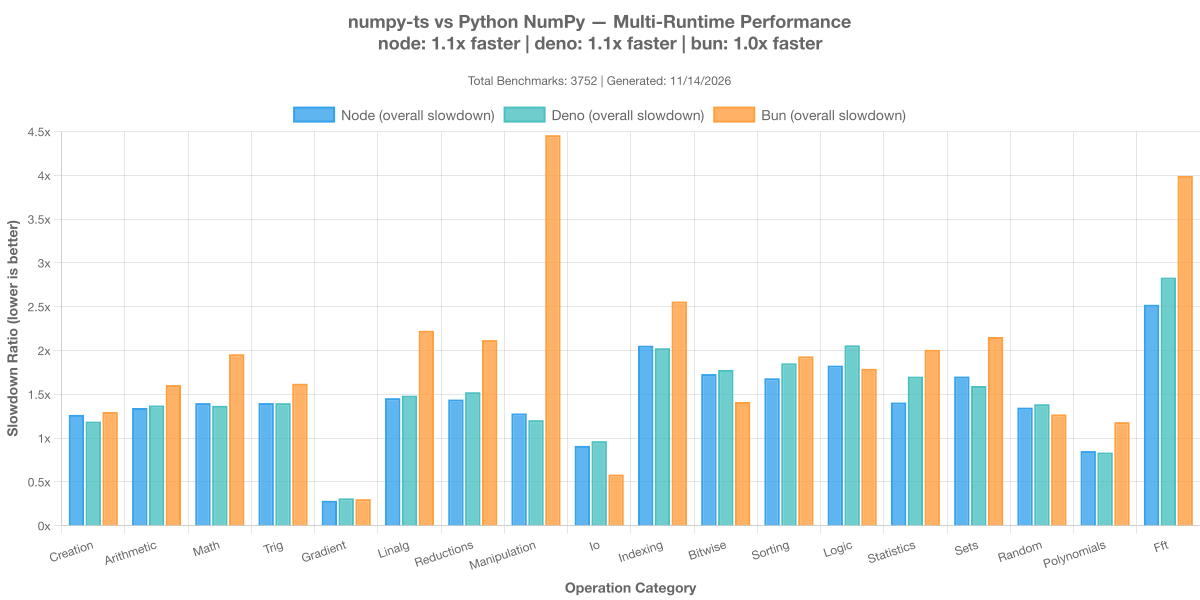 numpy-ts vs Python NumPy — Multi-Runtime Performance
node: 1.1x faster | deno: 1.1x faster | bun: 1.0x faster
Total Benchmarks: 3752 | Generated: 11/14/2026
Node (overall slowdown) Deno (overall slowdown) Bun (overall slowdown)
Slowdown Ratio (lower is better)
4.5x
4x
3.5x
3x
2.5x
2x
1.5x
1x
0.5x
0x
Creation Arithmetic Math Trig Gradient Linalg Reductions Manipulation Io Indexing Bitwise Sorting Logic Statistics Sets Random Polynomials Fft
Operation Category